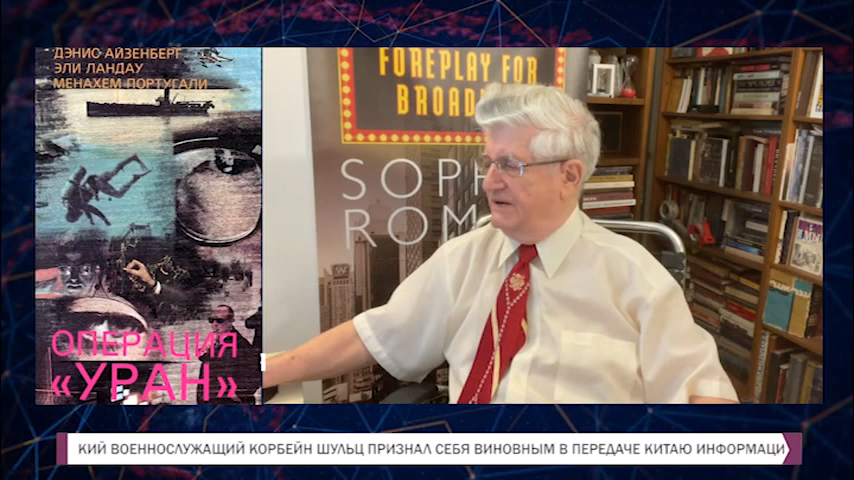 ДЭНИС АЙЗЕНБЕРГ
ЭЛИ ЛАНДАУ
МЕНАХЕМ ПОРТУГАЛИ
ОПЕРАЦИЯ
«УРАН»
FOREPLAY FOR
BROAD
SOPH
ROM
КИЙ ВОЕННОСЛУЖАЩИЙ КОРБЕЙН ШУЛЬЦ ПРИЗНАЛ СЕБЯ ВИНОВНЫМ В ПЕРЕДАЧЕ КИТАЮ ИНФОРМАЦИ